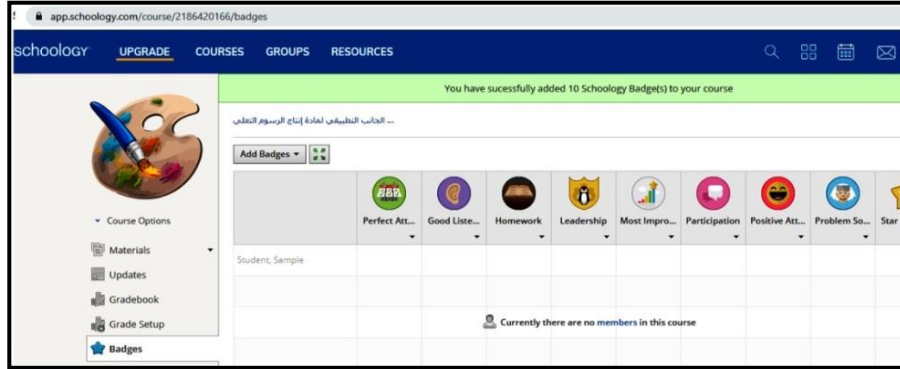 app.schoology.com/course/2186420166/badges
schoology UPGRADE COURSES GROUPS RESOURCES
You have sucessfully added 10 Schoology Badge(s) to your course
الجانب التطبيقي لمادة إنتاج الرسوم التعلي ...
Add Badges
Perfect Att... Good Liste... Homework Leadership Most Impro... Participation Positive Att... Problem So... Star
Course Options
Materials
Student, Sample
Updates
Gradebook
Currently there are no members in this course
Grade Setup
Badges